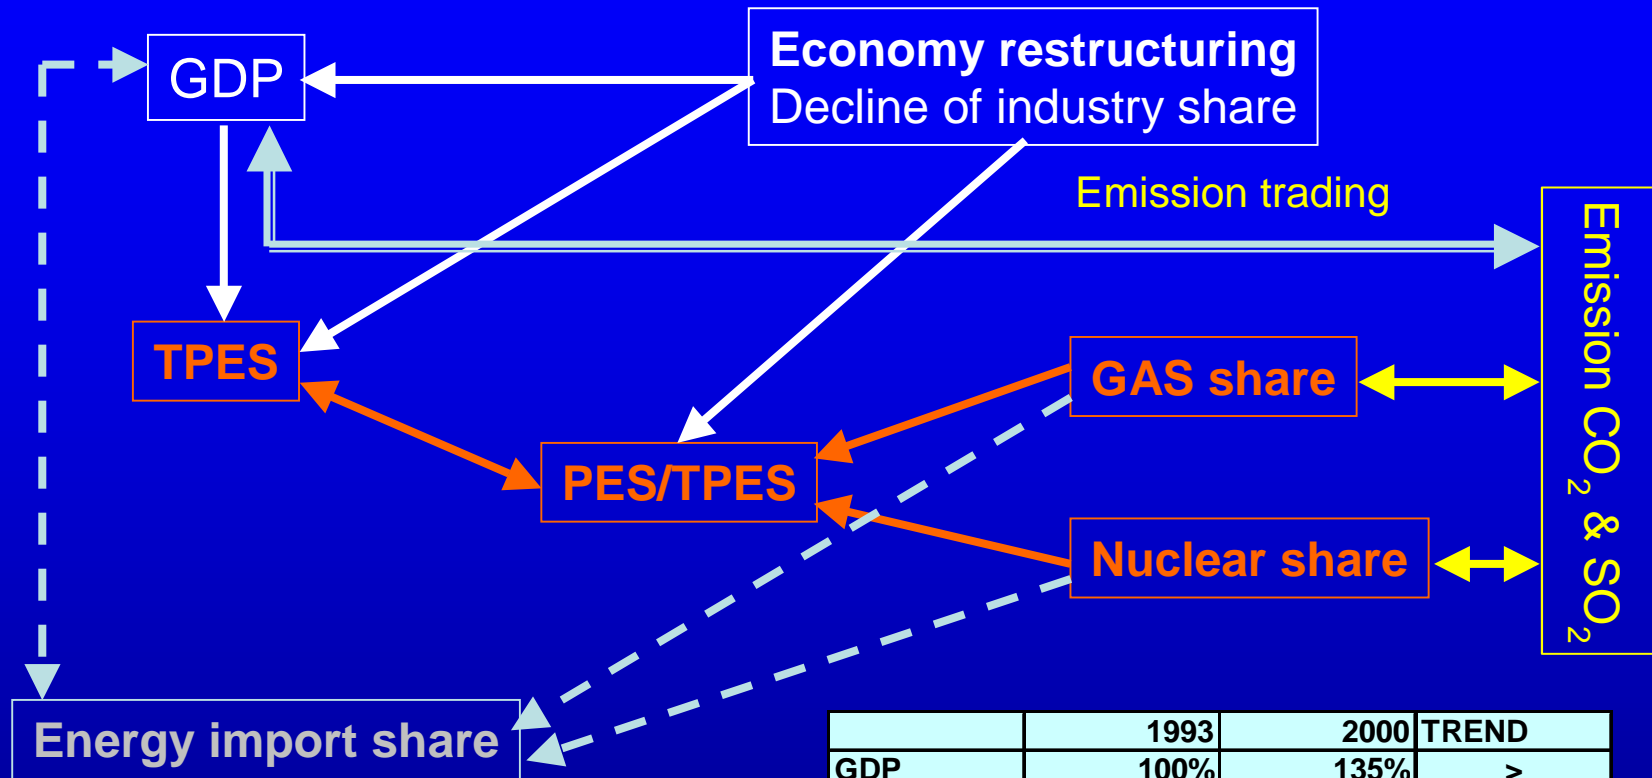 GDP
Economy restructuring
Decline of industry share
Emission trading
Emission CO₂ & SO₂
TPES
GAS share
PES/TPES
Nuclear share
Energy import share
1993 2000 TREND
GDP 100% 135% >